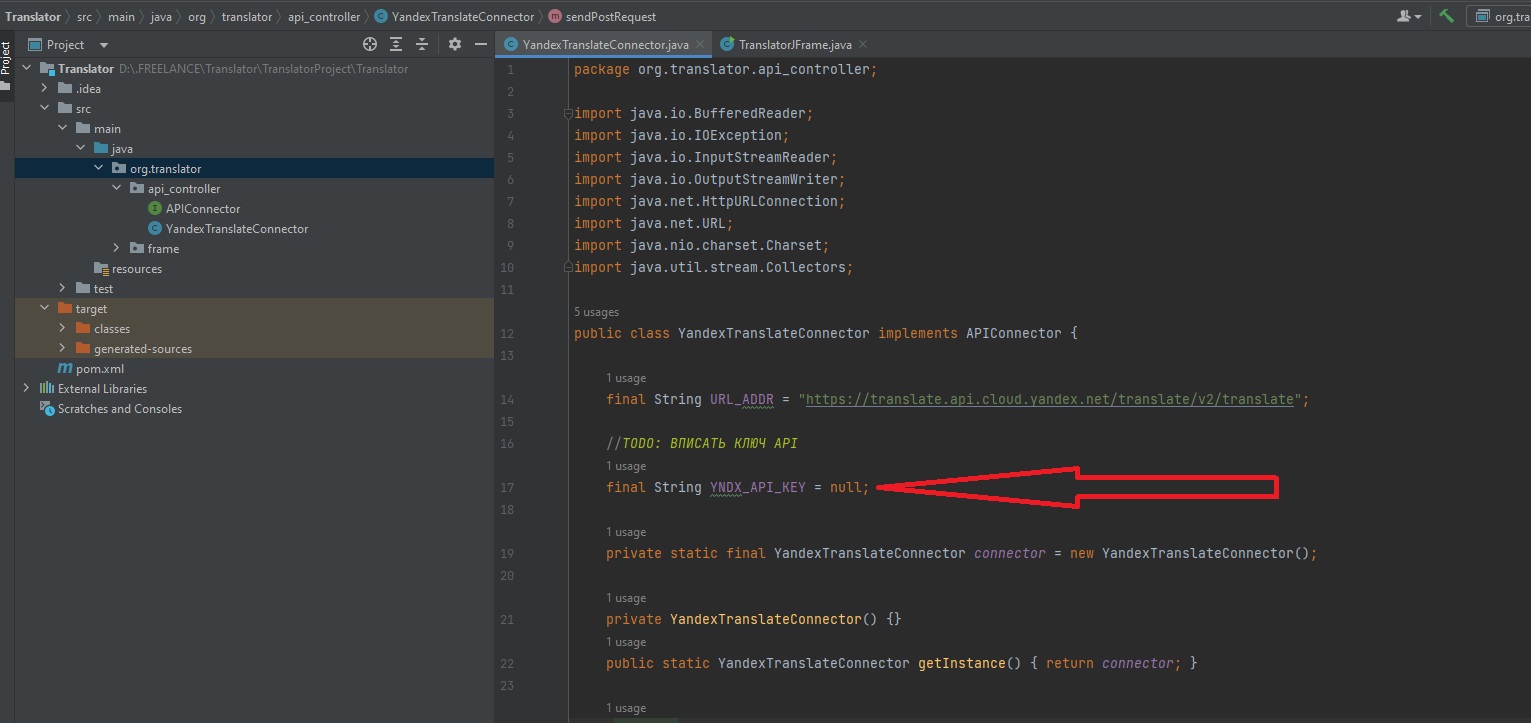 Translator src main java org translator api_controller YandexTranslateConnector sendPostRequest
org.tra
Project
Project
YandexTranslateConnector.java
TranslatorJFrame.java
Translator D:\.FREELANCE\Translator\TranslatorProject\Translator
.idea
src
main
java
org.translator
api_controller
APIConnector
YandexTranslateConnector
frame
resources
test
target
classes
generated-sources
pom.xml
External Libraries
Scratches and Consoles
1 package org.translator.api_controller;
2
3 import java.io.BufferedReader;
4 import java.io.IOException;
5 import java.io.InputStreamReader;
6 import java.io.OutputStreamWriter;
7 import java.net.HttpURLConnection;
8 import java.net.URL;
9 import java.nio.charset.Charset;
10 import java.util.stream.Collectors;
11
5 usages
12 public class YandexTranslateConnector implements APIConnector {
13
1 usage
14 final String URL_ADDR = "https://translate.api.cloud.yandex.net/translate/v2/translate";
15
16 //TODO: ВПИСАТЬ КЛЮЧ API
1 usage
17 final String YNDX_API_KEY = null;
18
1 usage
19 private static final YandexTranslateConnector connector = new YandexTranslateConnector();
20
1 usage
21 private YandexTranslateConnector() {}
1 usage
22 public static YandexTranslateConnector getInstance() { return connector; }
23
1 usage